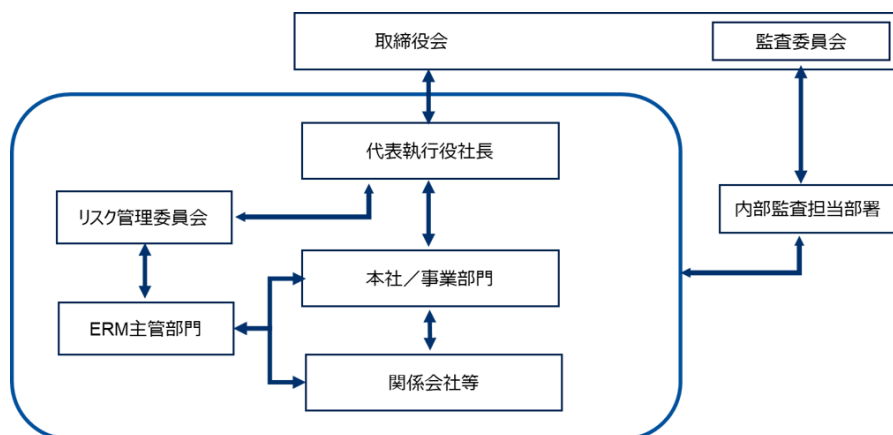 取締役会
監査委員会
代表執行役社長
リスク管理委員会
内部監査担当部署
本社／事業部門
ERM主管部門
関係会社等